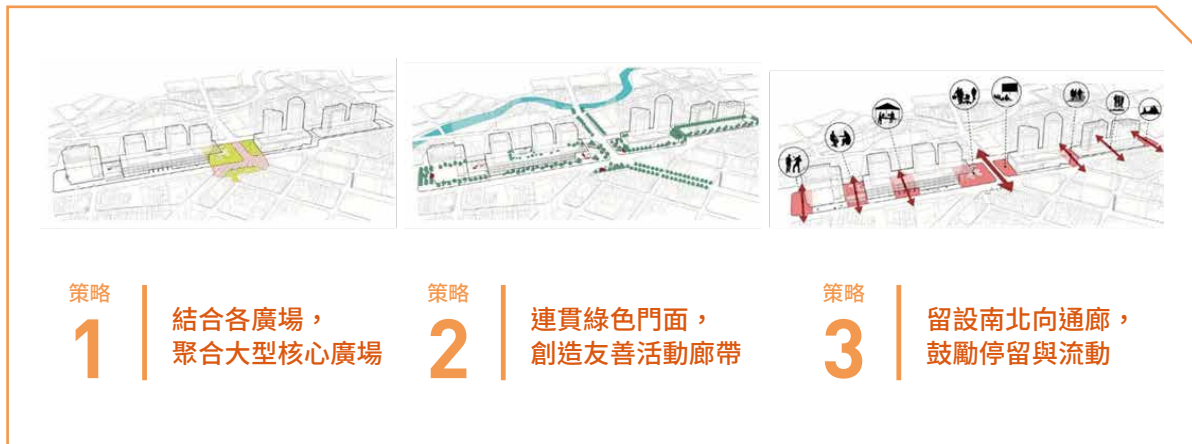 策略
1
結合各廣場，
聚合大型核心廣場
策略
2
連貫綠色門面，
創造友善活動廊帶
策略
3
留設南北向通廊，
鼓勵停留與流動